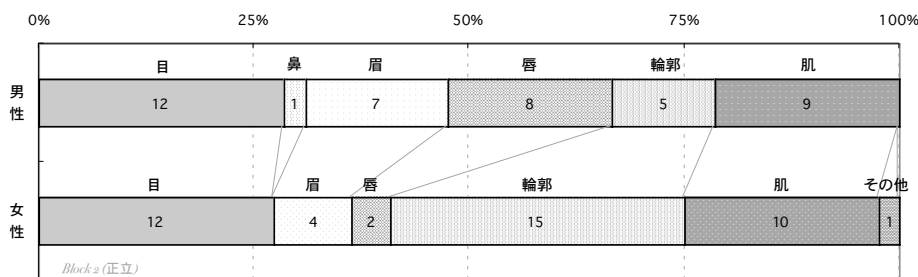 0% 25% 50% 75% 100%
目 鼻 眉 唇 輪郭 肌
男性 12 1 7 8 5 9
目 眉 唇 輪郭 肌 その他
女性 12 4 2 15 10 1
Block 2 (正立)